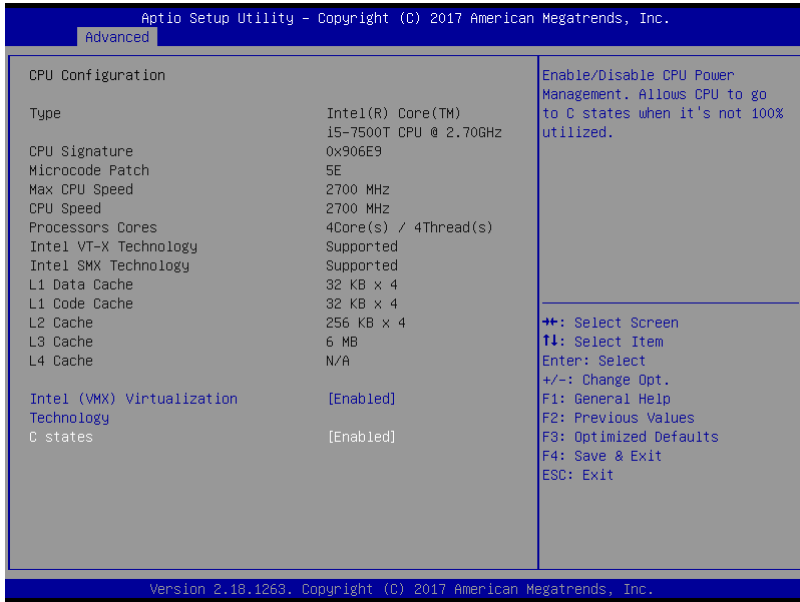 Aptio Setup Utility – Copyright (C) 2017 American Megatrends, Inc.
Advanced
CPU Configuration
Type Intel(R) Core(TM)
i5-7500T CPU @ 2.70GHz
CPU Signature 0x906E9
Microcode Patch 5E
Max CPU Speed 2700 MHz
CPU Speed 2700 MHz
Processors Cores 4Core(s) / 4Thread(s)
Intel VT-X Technology Supported
Intel SMX Technology Supported
L1 Data Cache 32 KB x 4
L1 Code Cache 32 KB x 4
L2 Cache 256 KB x 4
L3 Cache 6 MB
L4 Cache N/A
Intel (VMX) Virtualization [Enabled]
Technology
C states [Enabled]
Enable/Disable CPU Power
Management. Allows CPU to go
to C states when it's not 100%
utilized.
→←: Select Screen
↑↓: Select Item
Enter: Select
+/-: Change Opt.
F1: General Help
F2: Previous Values
F3: Optimized Defaults
F4: Save & Exit
ESC: Exit
Version 2.18.1263. Copyright (C) 2017 American Megatrends, Inc.